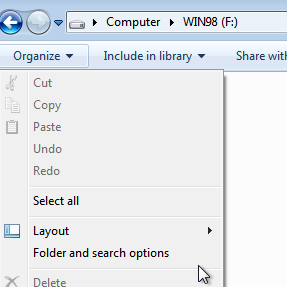 Computer WIN98 (F:)
Organize Include in library Share with
Cut
Copy
Paste
Undo
Redo
Select all
Layout
Folder and search options
Delete